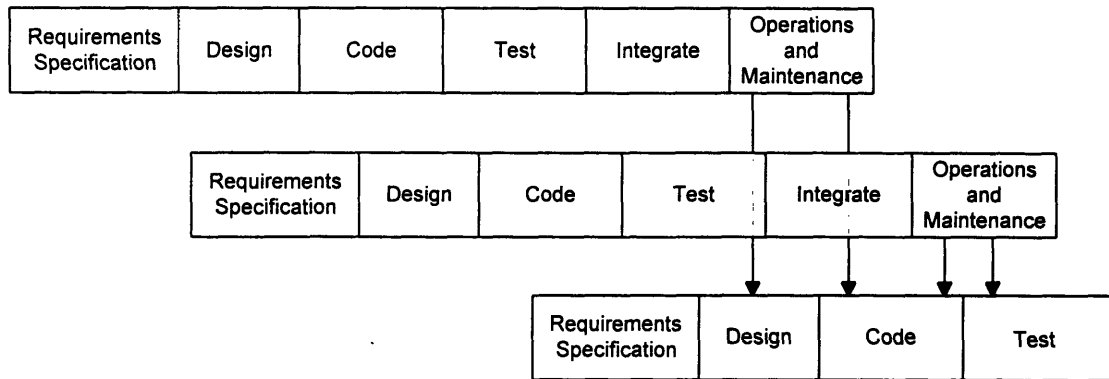 Requirements
Specification
Design
Code
Test
Integrate
Operations
and
Maintenance
Requirements
Specification
Design
Code
Test
Integrate
Operations
and
Maintenance
Requirements
Specification
Design
Code
Test